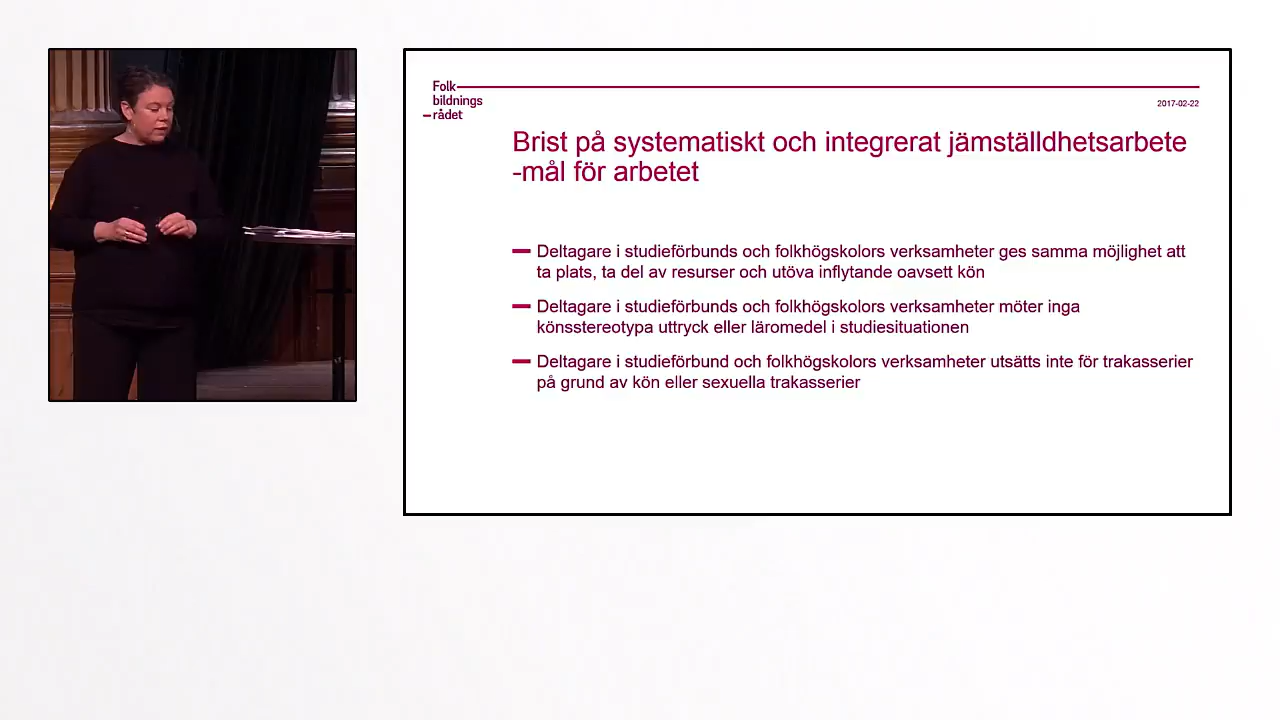 Folk
bildnings
rådet
2017-02-22
Brist på systematiskt och integrerat jämställdhetsarbete
-mål för arbetet
Deltagare i studieförbunds och folkhögskolors verksamheter ges samma möjlighet att
ta plats, ta del av resurser och utöva inflytande oavsett kön
Deltagare i studieförbunds och folkhögskolors verksamheter möter inga
könsstereotypa uttryck eller läromedel i studiesituationen
Deltagare i studieförbund och folkhögskolors verksamheter utsätts inte för trakasserier
på grund av kön eller sexuella trakasserier